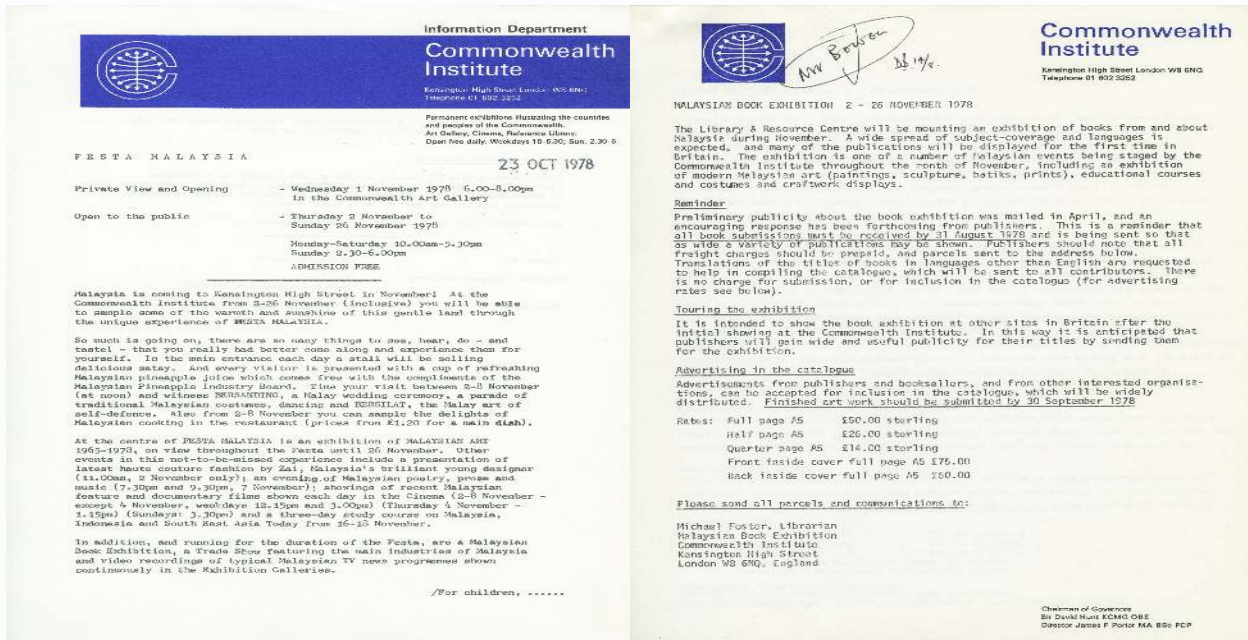 Information Department
Commonwealth
Institute
Kensington High Street London W8 6NQ
Telephone 01 602 3252
Permanent exhibitions illustrating the countries
and peoples of the Commonwealth.
Art Gallery, Cinema, Reference Library.
Open free daily. Weekdays 10-5.30; Sun. 2.30-6
FESTA MALAYSIA
23 OCT 1978
Private View and Opening - Wednesday 1 November 1978 6.00-8.00pm
in the Commonwealth Art Gallery
Open to the public - Thursday 2 November to
Sunday 26 November 1978
Monday-Saturday 10.00am-5.30pm
Sunday 2.30-6.00pm
ADMISSION FREE
Malaysia is coming to Kensington High Street in November! At the
Commonwealth Institute from 2-26 November (inclusive) you will be able
to sample some of the warmth and sunshine of this gentle land through
the unique experience of FESTA MALAYSIA.
So much is going on, there are so many things to see, hear, do - and
taste! - that you really had better come along and experience them for
yourself. In the main entrance each day a stall will be selling
delicious satay. And every visitor is presented with a cup of refreshing
Malaysian pineapple juice which comes free with the compliments of the
Malaysian Pineapple Industry Board. Time your visit between 2-8 November
(at noon) and witness BERSANDING, a Malay wedding ceremony, a parade of
traditional Malaysian costumes, dancing and BERSILAT, the Malay art of
self-defence. Also from 2-8 November you can sample the delights of
Malaysian cooking in the restaurant (prices from £1.20 for a main dish).
At the centre of FESTA MALAYSIA is an exhibition of MALAYSIAN ART
1965-1978, on view throughout the Festa until 26 November. Other
events in this not-to-be-missed experience include a presentation of
latest haute couture fashion by Zai, Malaysia's brilliant young designer
(11.00am, 2 November only); an evening of Malaysian poetry, prose and
music (7.30pm and 9.30pm, 7 November); showings of recent Malaysian
feature and documentary films shown each day in the Cinema (2-8 November -
except 4 November, weekdays 12.15pm and 3.00pm) (Thursday 4 November -
1.15pm) (Sundays: 3.30pm) and a three-day study course on Malaysia,
Indonesia and South East Asia Today from 16-18 November.
In addition, and running for the duration of the Festa, are a Malaysian
Book Exhibition, a Trade Show featuring the main industries of Malaysia
and video recordings of typical Malaysian TV news programmes shown
continuously in the Exhibition Galleries.
/For children, ......
Mr
Commonwealth
Institute
Kensington High Street London W8 6NQ
Telephone 01 602 3252
MALAYSIAN BOOK EXHIBITION 2 - 26 NOVEMBER 1978
The Library & Resource Centre will be mounting an exhibition of books from and about
Malaysia during November. A wide spread of subject-coverage and languages is
expected, and many of the publications will be displayed for the first time in
Britain. The exhibition is one of a number of Malaysian events being staged by the
Commonwealth Institute throughout the month of November, including an exhibition
of modern Malaysian art (paintings, sculpture, batiks, prints), educational courses
and costumes and craftwork displays.
Reminder
Preliminary publicity about the book exhibition was mailed in April, and an
encouraging response has been forthcoming from publishers. This is a reminder that
all book submissions must be received by 31 August 1978 and is being sent so that
as wide a variety of publications may be shown. Publishers should note that all
freight charges should be prepaid, and parcels sent to the address below.
Translations of the titles of books in languages other than English are requested
to help in compiling the catalogue, which will be sent to all contributors. There
is no charge for submission, or for inclusion in the catalogue (for advertising
rates see below).
Touring the exhibition
It is intended to show the book exhibition at other sites in Britain after the
initial showing at the Commonwealth Institute. In this way it is anticipated that
publishers will gain wide and useful publicity for their titles by sending them
for the exhibition.
Advertising in the catalogue
Advertisements from publishers and booksellers, and from other interested organisa-
tions, can be accepted for inclusion in the catalogue, which will be widely
distributed. Finished art work should be submitted by 30 September 1978
Rates: Full page A5 £50.00 sterling
Half page A5 £26.00 sterling
Quarter page A5 £14.00 sterling
Front inside cover full page A5 £75.00
Back inside cover full page A5 £60.00
Please send all parcels and communications to:
Michael Foster, Librarian
Malaysian Book Exhibition
Commonwealth Institute
Kensington High Street
London W8 6NQ, England
Chairman of Governors
Sir David Hunt KCMG OBE
Director James F Porter MA BSc FCP